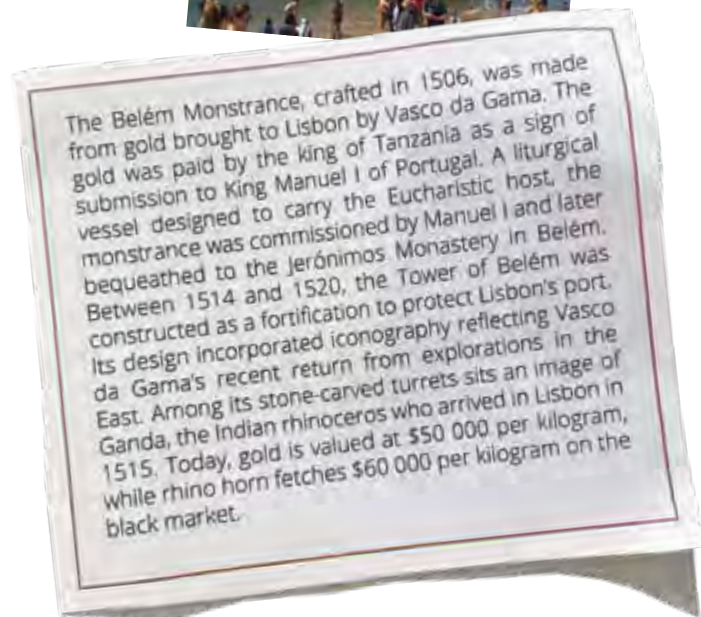 The Belém Monstrance, crafted in 1506, was made
from gold brought to Lisbon by Vasco da Gama. The
gold was paid by the king of Tanzania as a sign of
submission to King Manuel I of Portugal. A liturgical
vessel designed to carry the Eucharistic host, the
monstrance was commissioned by Manuel I and later
bequeathed to the Jerónimos Monastery in Belém.
Between 1514 and 1520, the Tower of Belém was
constructed as a fortification to protect Lisbon's port.
Its design incorporated iconography reflecting Vasco
da Gama's recent return from explorations in the
East. Among its stone-carved turrets sits an image of
Ganda, the Indian rhinoceros who arrived in Lisbon in
1515. Today, gold is valued at $50 000 per kilogram,
while rhino horn fetches $60 000 per kilogram on the
black market.